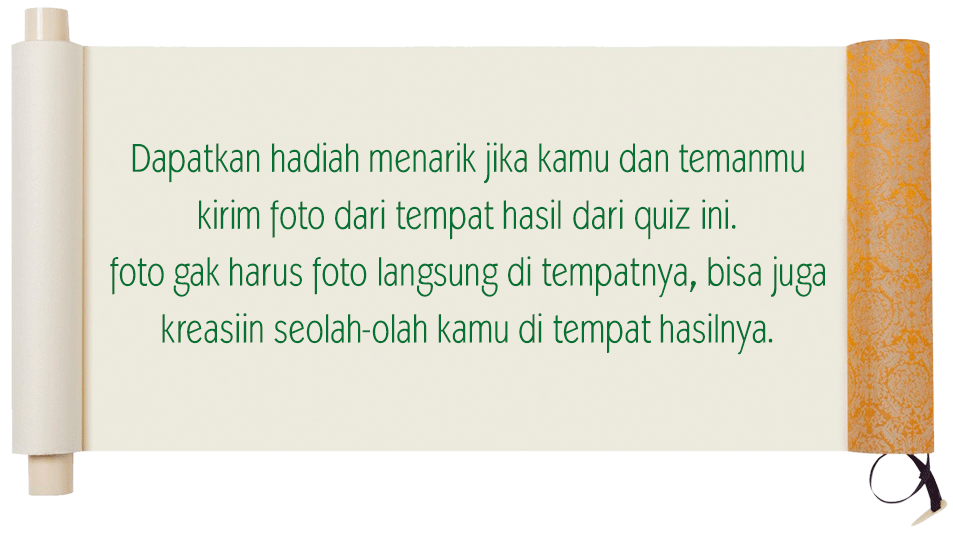 Dapatkan hadiah menarik jika kamu dan temanmu
kirim foto dari tempat hasil dari quiz ini.
foto gak harus foto langsung di tempatnya, bisa juga
kreasiin seolah-olah kamu di tempat hasilnya.